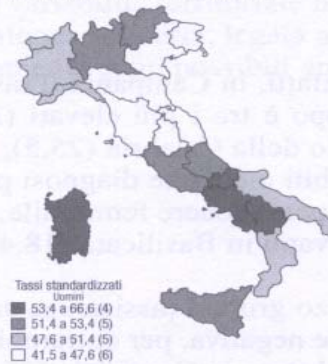 Tassi standardizzati
Uomini
53,4 a 66,6 (4)
51,4 a 53,4 (5)
47,6 a 51,4 (5)
41,5 a 47,6 (6)